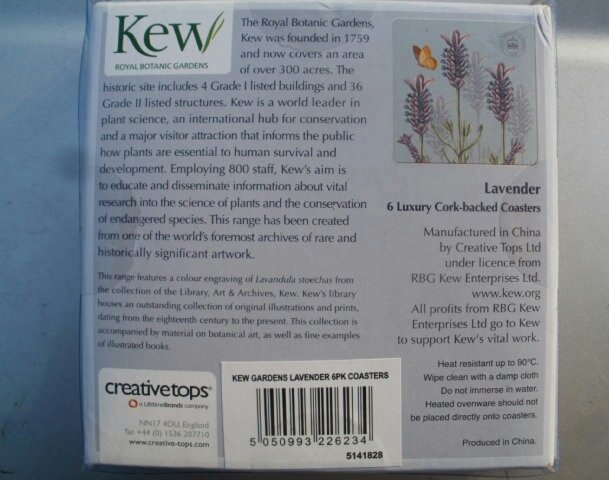 Kew
ROYAL BOTANIC GARDENS
The Royal Botanic Gardens,
Kew was founded in 1759
and now covers an area
of over 300 acres. The
historic site includes 4 Grade I listed buildings and 36
Grade II listed structures. Kew is a world leader in
plant science, an international hub for conservation
and a major visitor attraction that informs the public
how plants are essential to human survival and
development. Employing 800 staff, Kew's aim is
to educate and disseminate information about vital
research into the science of plants and the conservation
of endangered species. This range has been created
from one of the world's foremost archives of rare and
historically significant artwork.
This range features a colour engraving of Lavandula stoechas from
the collection of the Library, Art & Archives, Kew. Kew's library
houses an outstanding collection of original illustrations and prints,
dating from the eighteenth century to the present. This collection is
accompanied by material on botanical art, as well as fine examples
of illustrated books.
Lavender
6 Luxury Cork-backed Coasters
Manufactured in China
by Creative Tops Ltd
under licence from
RBG Kew Enterprises Ltd.
www.kew.org
All profits from RBG Kew
Enterprises Ltd go to Kew
to support Kew's vital work.
Heat resistant up to 90°C.
Wipe clean with a damp cloth
Do not immerse in water.
Heated ovenware should not
be placed directly onto coasters.
Produced in China.
creativetops
a LifetimeBrands company
NN17 4DU, England
Tel: +44 (0) 1536 207710
www.creative-tops.com
KEW GARDENS LAVENDER 6PK COASTERS
5 050993 226234
5141828